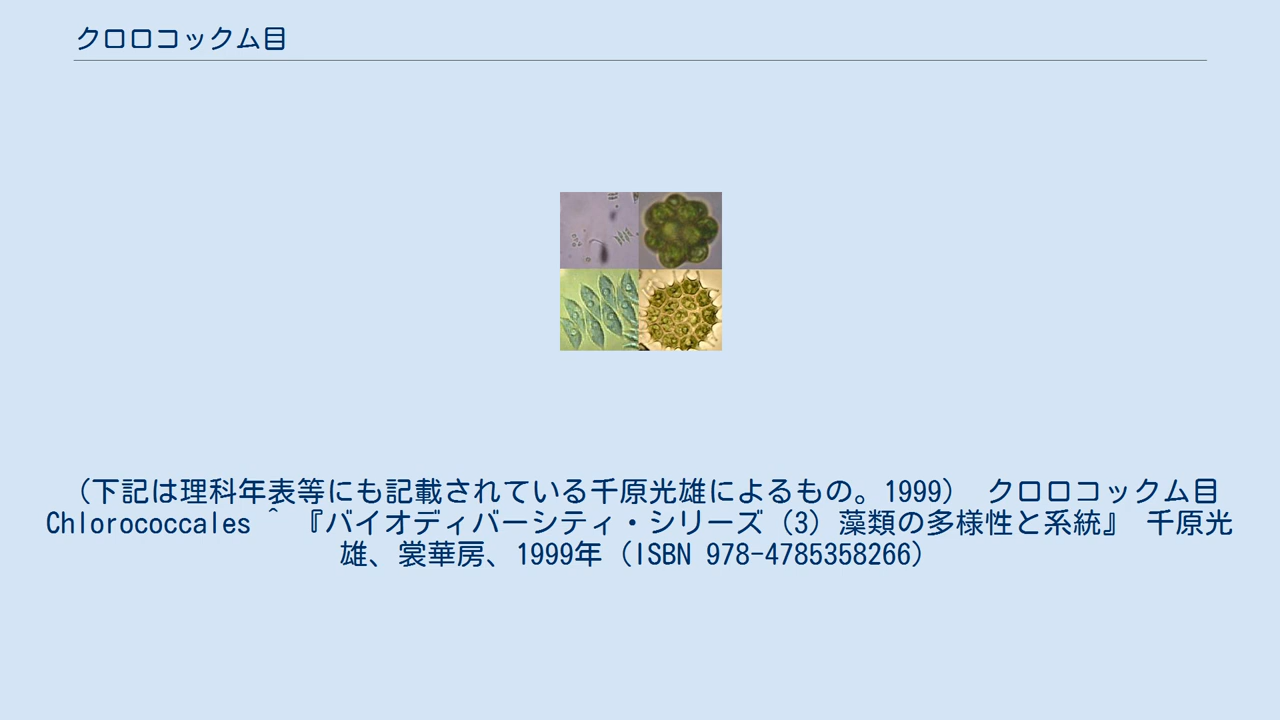 クロロコックム目
（下記は理科年表等にも記載されている千原光雄によるもの。1999） クロロコックム目
Chlorococcales ^ 『バイオディバーシティ・シリーズ（3）藻類の多様性と系統』 千原光
雄、裳華房、1999年（ISBN 978-4785358266）